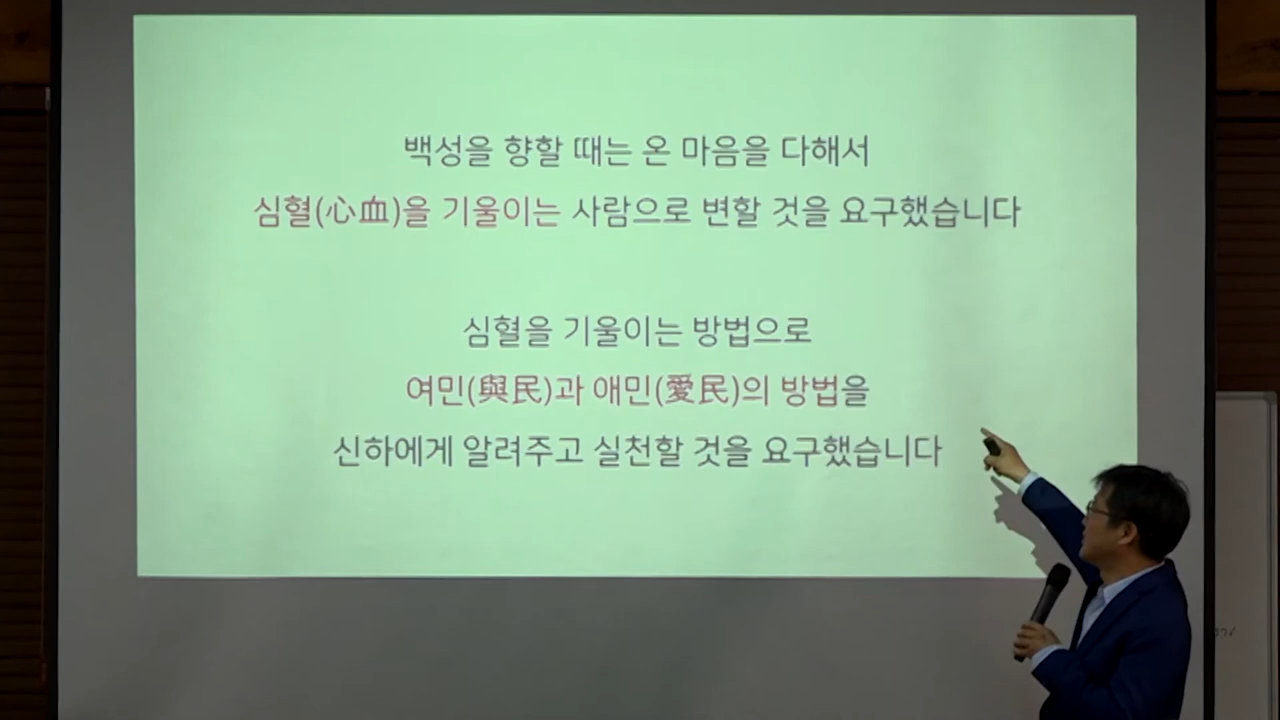 백성을 향할 때는 온 마음을 다해서
심혈(心血)을 기울이는 사람으로 변할 것을 요구했습니다
심혈을 기울이는 방법으로
여민(與民)과 애민(愛民)의 방법을
신하에게 알려주고 실천할 것을 요구했습니다